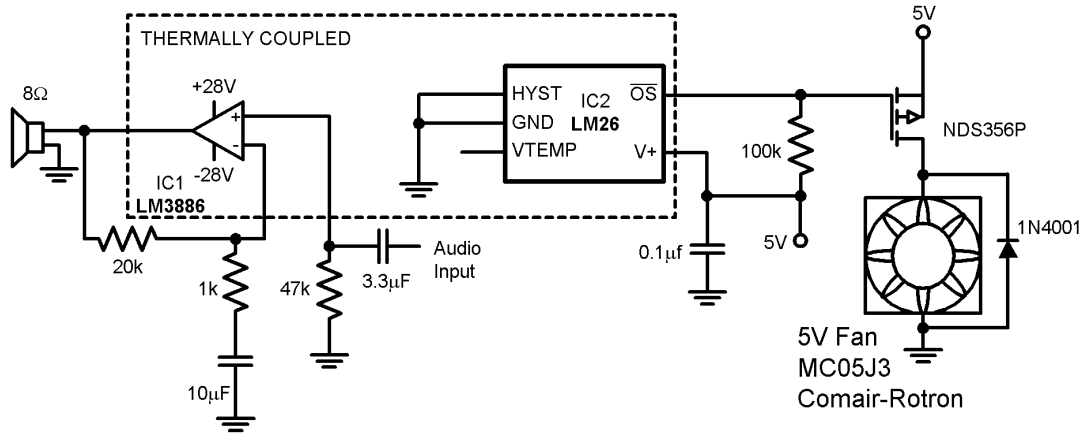 5V
THERMALLY COUPLED
8Ω
+28V
+
-
-28V
IC1
LM3886
HYST
GND
VTEMP
IC2
LM26
OS
V+
100k
NDS356P
20k
1k
47k
3.3µF
Audio
Input
10µF
0.1µf
5V
1N4001
5V Fan
MC05J3
Comair-Rotron